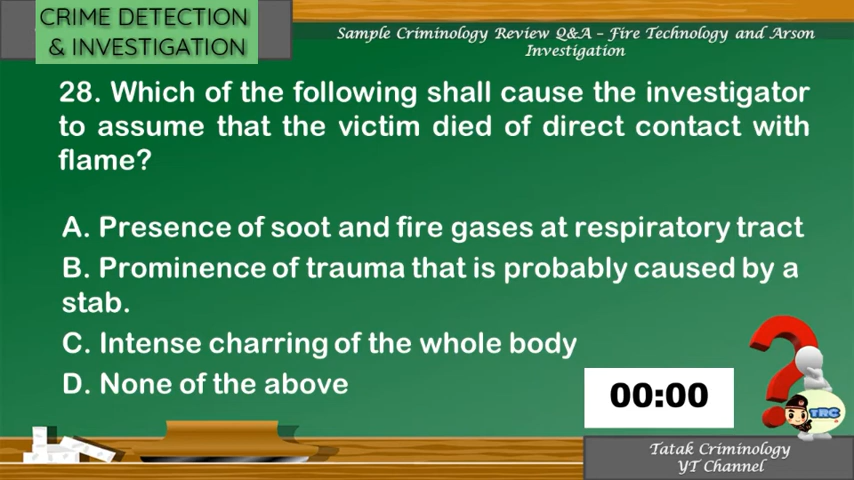 CRIME DETECTION
& INVESTIGATION
Sample Criminology Review Q&A – Fire Technology and Arson
Investigation
28. Which of the following shall cause the investigator
to assume that the victim died of direct contact with
flame?
A. Presence of soot and fire gases at respiratory tract
B. Prominence of trauma that is probably caused by a
stab.
C. Intense charring of the whole body
D. None of the above
00:00
TRC
Tatak Criminology
YT Channel